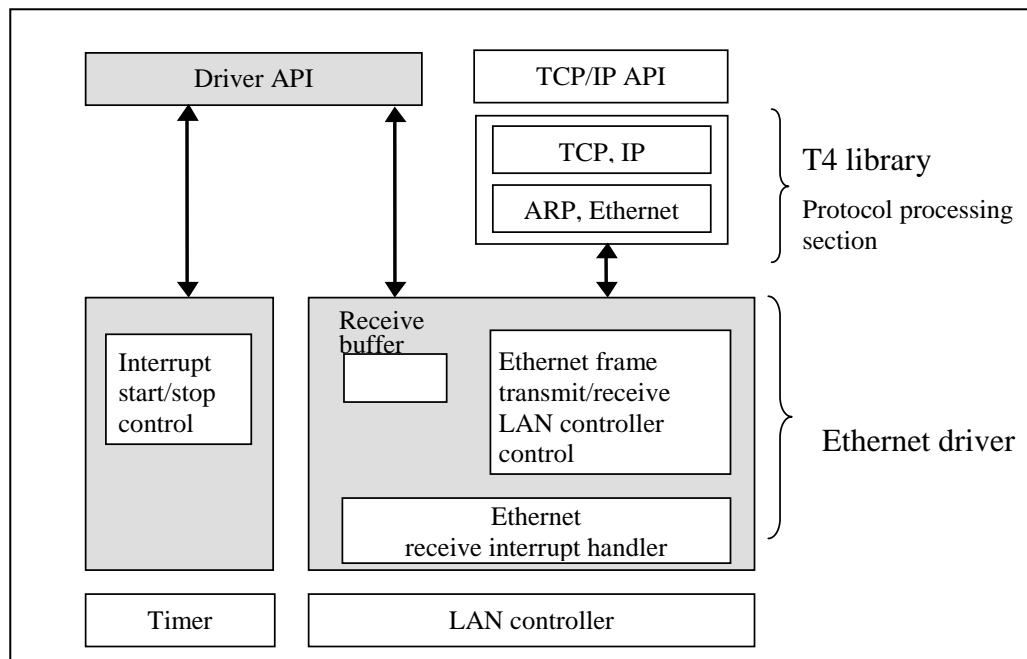 Driver API
TCP/IP API
TCP, IP
ARP, Ethernet
T4 library
Protocol processing
section
Interrupt
start/stop
control
Receive
buffer
Ethernet frame
transmit/receive
LAN controller
control
Ethernet
receive interrupt handler
Ethernet driver
Timer
LAN controller